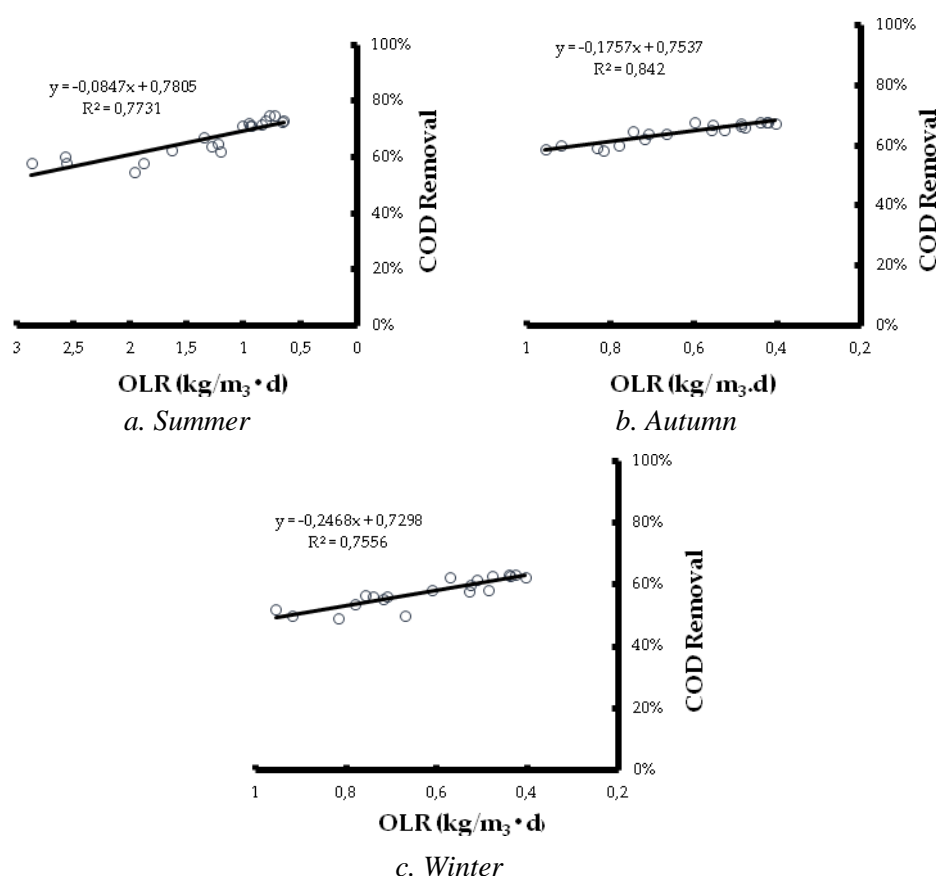 y = -0,0847x + 0,7805
R² = 0,7731
100%
80%
60%
40%
20%
0%
COD Removal
3 2,5 2 1,5 1 0,5 0
OLR (kg/m₃•d)
a. Summer
y = -0,1757x + 0,7537
R² = 0,842
100%
80%
60%
40%
20%
0%
COD Removal
1 0,8 0,6 0,4 0,2
OLR (kg/m₃.d)
b. Autumn
y = -0,2468x + 0,7298
R² = 0,7556
100%
80%
60%
40%
20%
0%
COD Removal
1 0,8 0,6 0,4 0,2
OLR (kg/m₃•d)
c. Winter